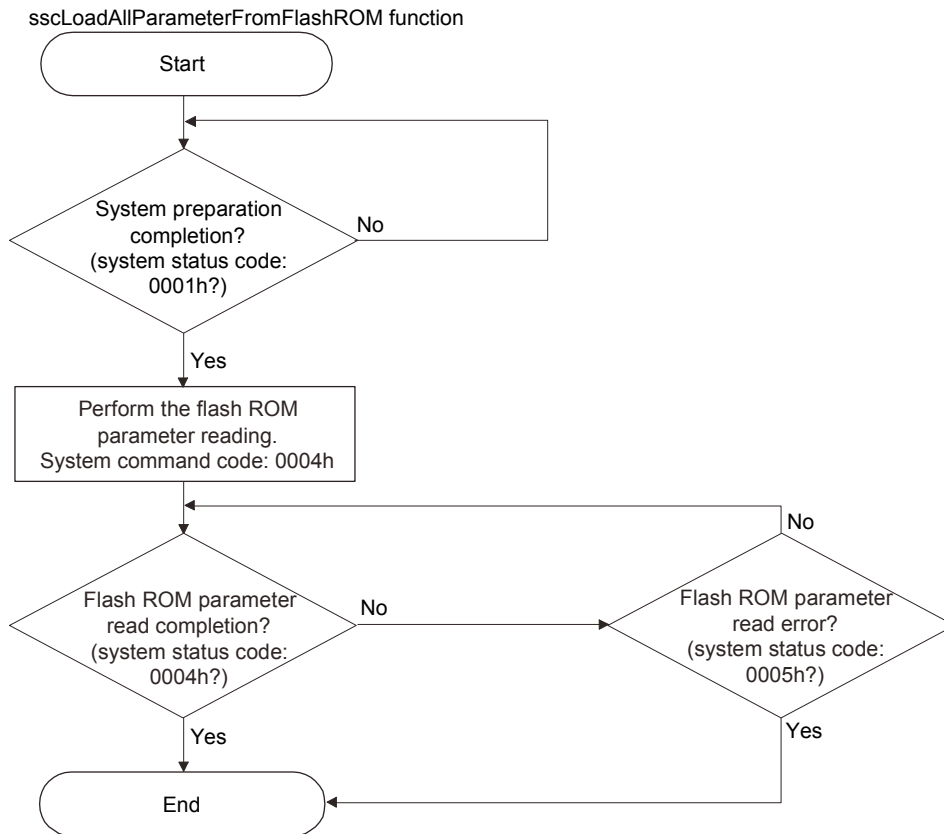 sscLoadAllParameterFromFlashROM function
Start
System preparation
completion?
(system status code:
0001h?)
No
Yes
Perform the flash ROM
parameter reading.
System command code: 0004h
Flash ROM parameter
read completion?
(system status code:
0004h?)
No
Yes
No
Flash ROM parameter
read error?
(system status code:
0005h?)
Yes
End